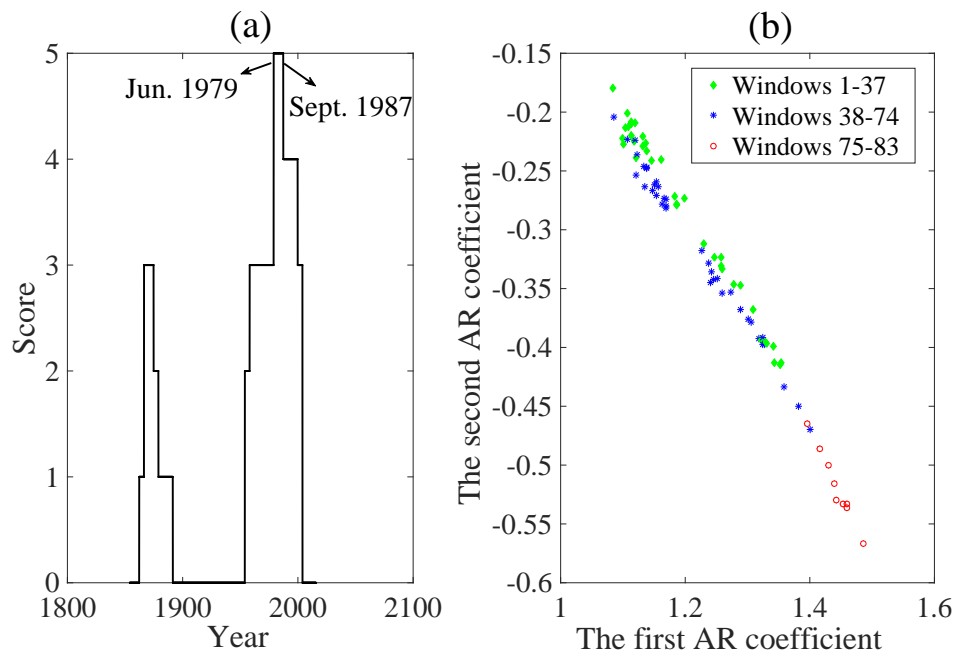 (a)
5
4
3
2
1
0
Score
Jun. 1979
Sept. 1987
1800
1900
2000
2100
Year
(b)
-0.15
-0.2
-0.25
-0.3
-0.35
-0.4
-0.45
-0.5
-0.55
-0.6
The second AR coefficient
Windows 1-37
Windows 38-74
Windows 75-83
1
1.2
1.4
1.6
The first AR coefficient